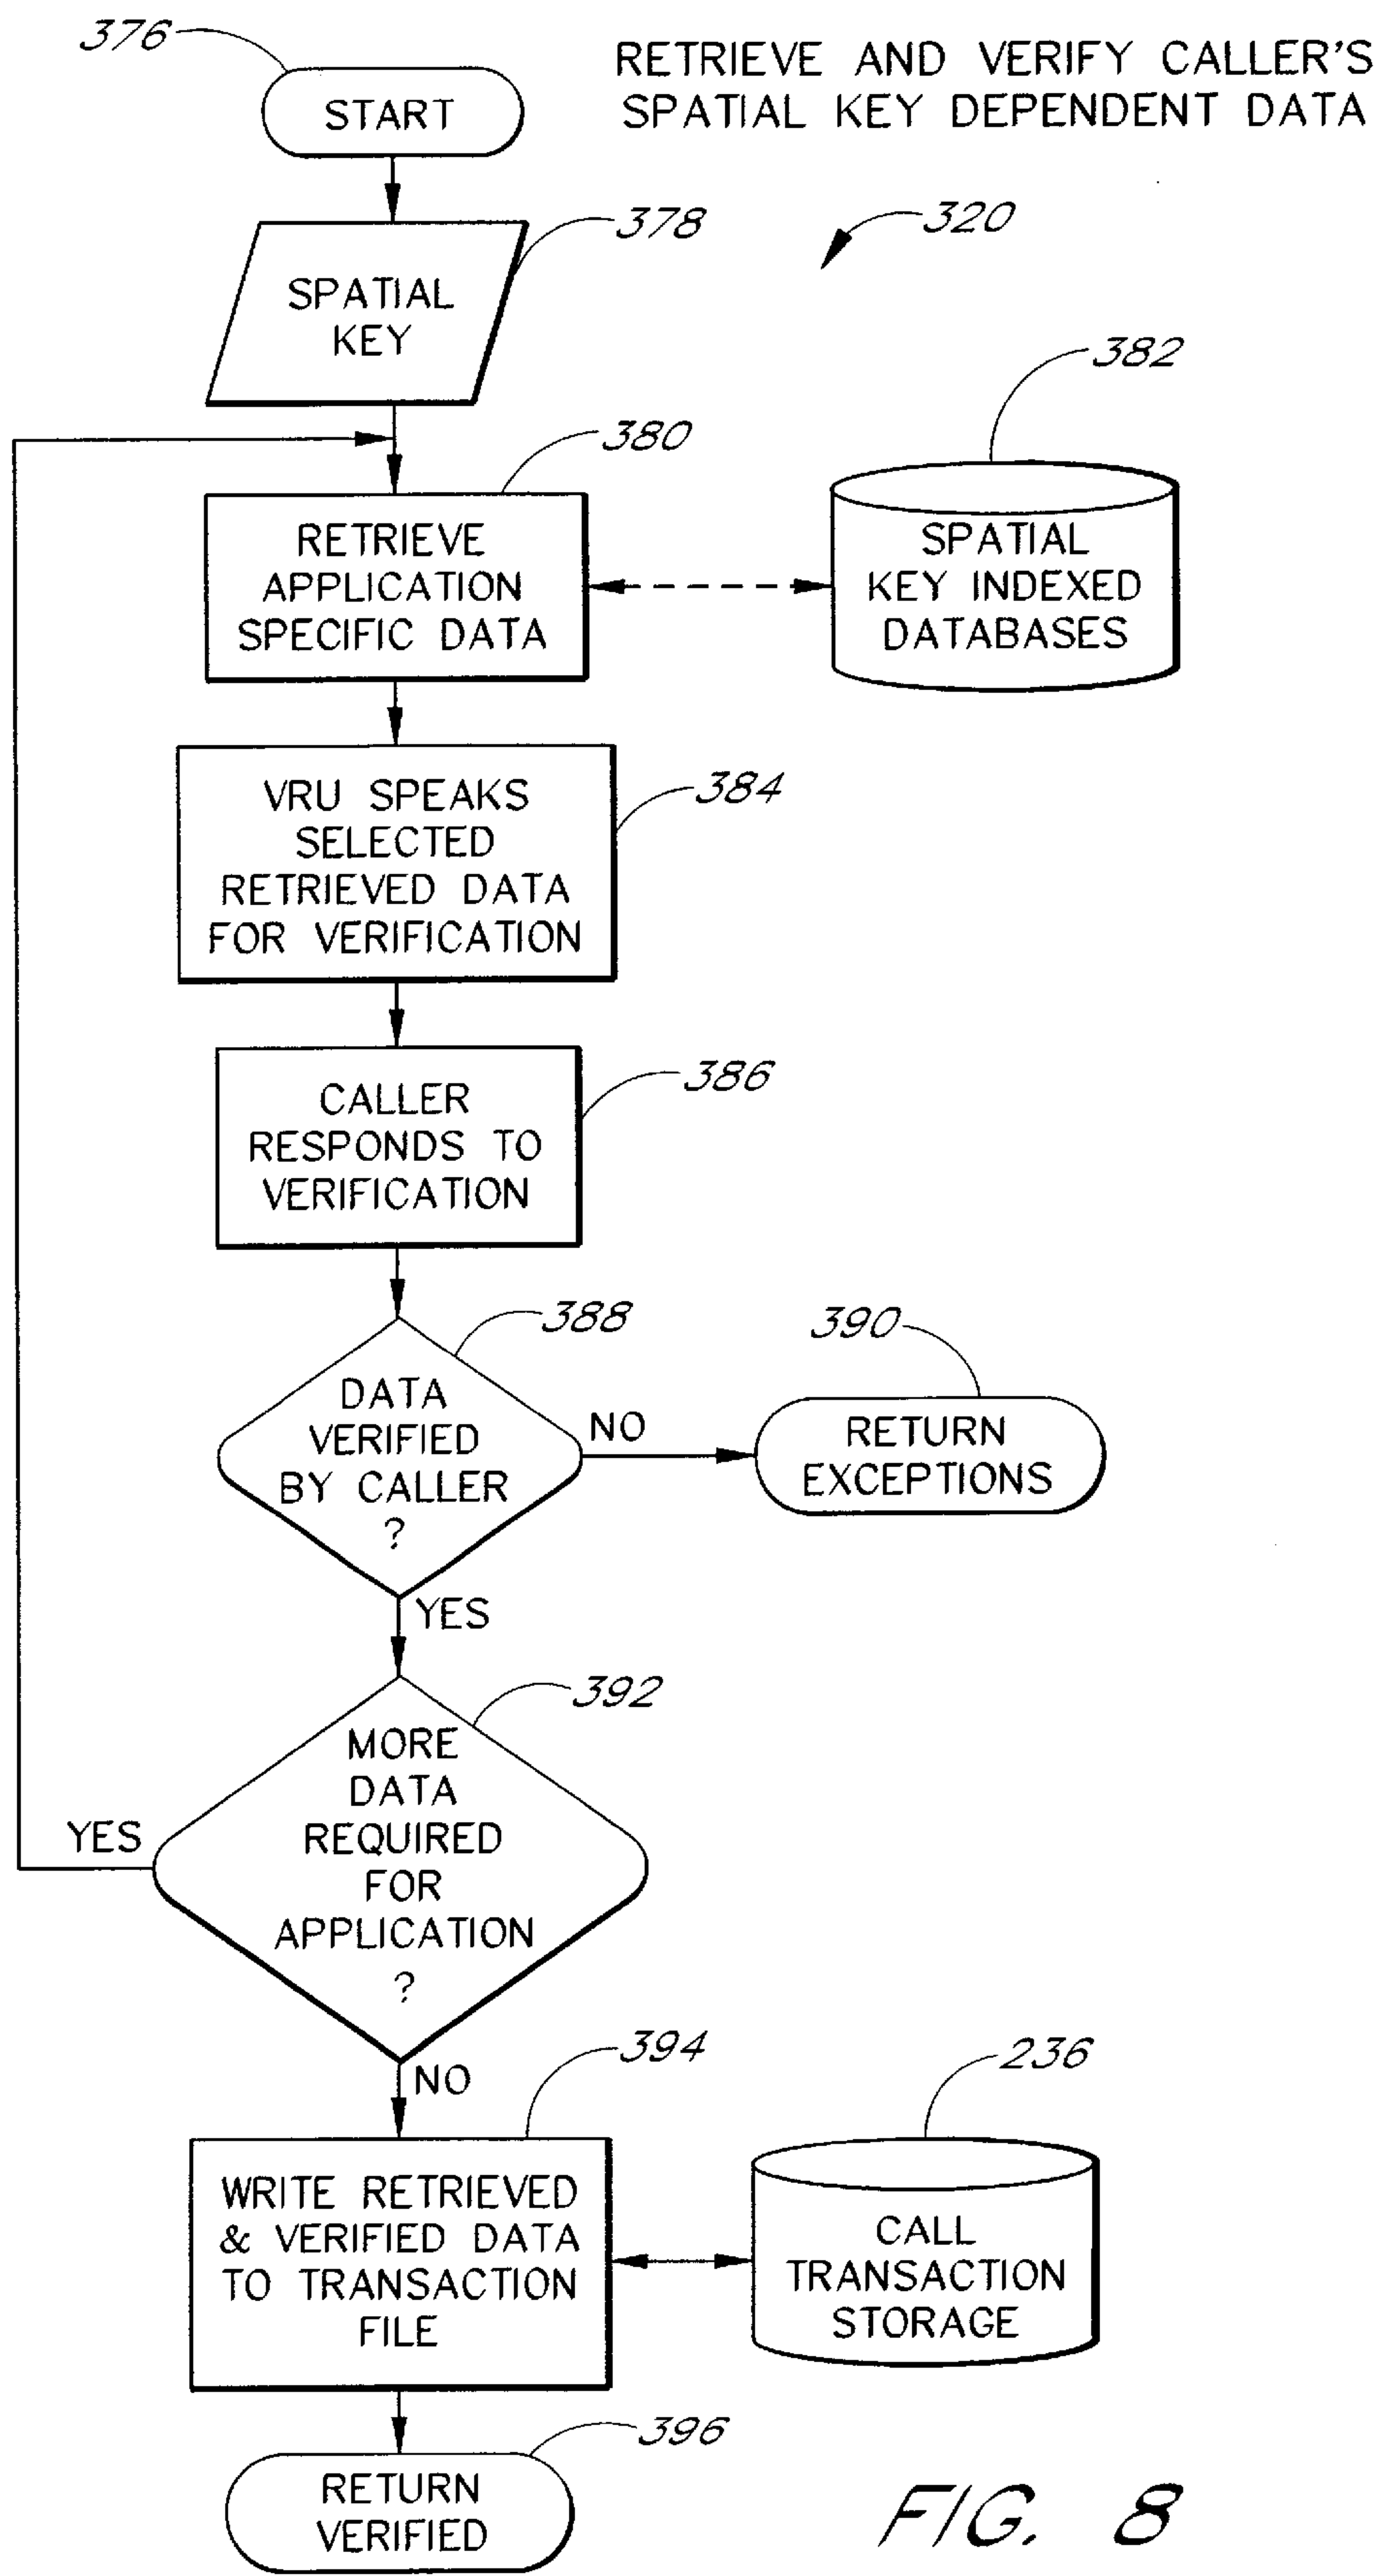 376
START
RETRIEVE AND VERIFY CALLER'S
SPATIAL KEY DEPENDENT DATA
378
320
SPATIAL
KEY
382
380
RETRIEVE
APPLICATION
SPECIFIC DATA
SPATIAL
KEY INDEXED
DATABASES
384
VRU SPEAKS
SELECTED
RETRIEVED DATA
FOR VERIFICATION
386
CALLER
RESPONDS TO
VERIFICATION
388
390
DATA
VERIFIED
BY CALLER
?
NO
RETURN
EXCEPTIONS
YES
392
MORE
DATA
REQUIRED
FOR
APPLICATION
?
YES
NO
394
236
WRITE RETRIEVED
& VERIFIED DATA
TO TRANSACTION
FILE
CALL
TRANSACTION
STORAGE
396
RETURN
VERIFIED
FIG. 8